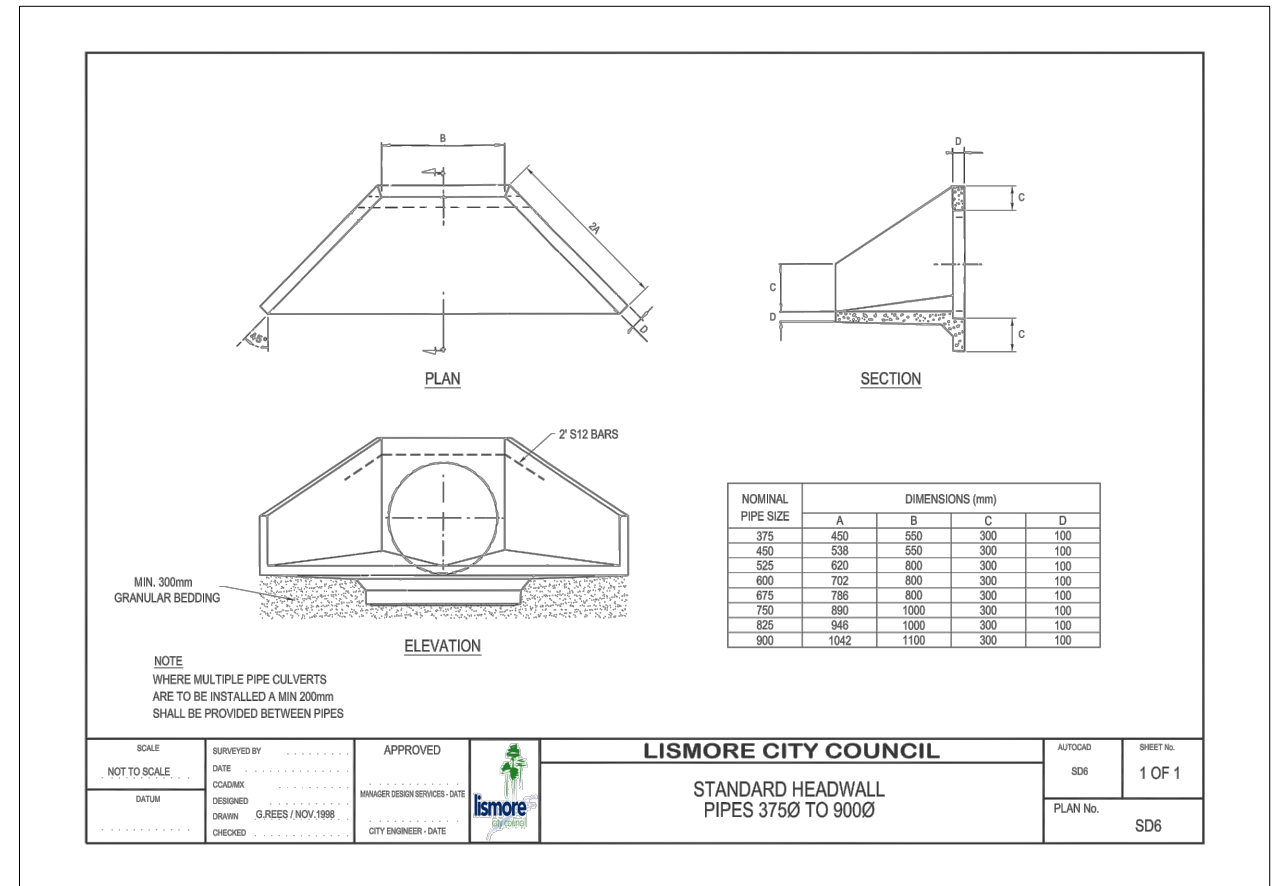 B
2A
D
45°
PLAN
D
C
C
D
C
SECTION
2' S12 BARS
MIN. 300mm
GRANULAR BEDDING
ELEVATION
NOMINAL PIPE SIZE DIMENSIONS (mm)
A B C D
375 450 550 300 100
450 538 550 300 100
525 620 800 300 100
600 702 800 300 100
675 786 800 300 100
750 890 1000 300 100
825 946 1000 300 100
900 1042 1100 300 100
NOTE
WHERE MULTIPLE PIPE CULVERTS
ARE TO BE INSTALLED A MIN 200mm
SHALL BE PROVIDED BETWEEN PIPES
SCALE
NOT TO SCALE
DATUM
SURVEYED BY
DATE
CCAD/MX
DESIGNED
DRAWN G.REES / NOV.1998
CHECKED
APPROVED
MANAGER DESIGN SERVICES - DATE
CITY ENGINEER - DATE
lismore
city council
LISMORE CITY COUNCIL
STANDARD HEADWALL
PIPES 375Ø TO 900Ø
AUTOCAD
SD6
SHEET No.
1 OF 1
PLAN No.
SD6